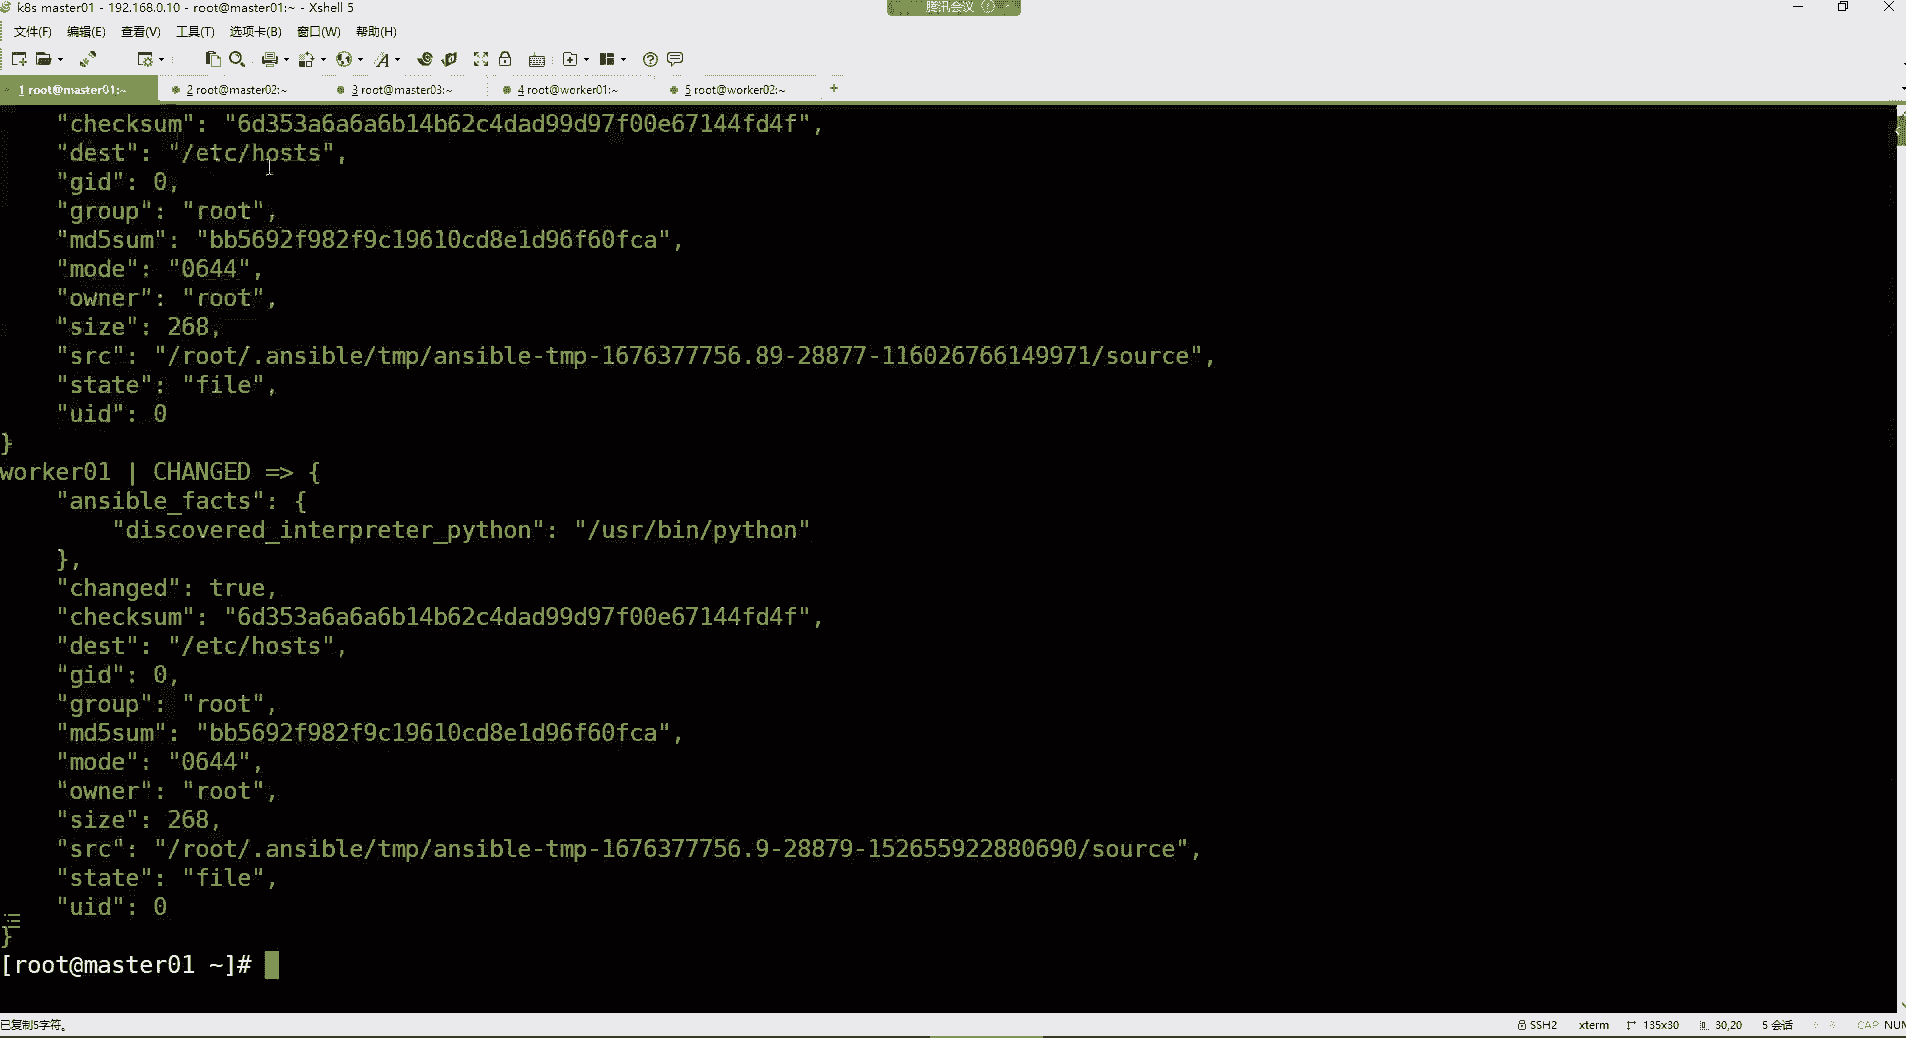 k8s master01 - 192.168.0.10 - root@master01:~ - Xshell 5
腾讯会议
文件(F) 编辑(E) 查看(V) 工具(T) 选项卡(B) 窗口(W) 帮助(H)
1 root@master01:~ 2 root@master02:~ 3 root@master03:~ 4 root@worker01:~ 5 root@worker02:~ +
"checksum": "6d353a6a6a6b14b62c4dad99d97f00e67144fd4f",
"dest": "/etc/hosts",
"gid": 0,
"group": "root",
"md5sum": "bb5692f982f9c19610cd8e1d96f60fca",
"mode": "0644",
"owner": "root",
"size": 268,
"src": "/root/.ansible/tmp/ansible-tmp-1676377756.89-28877-116026766149971/source",
"state": "file",
"uid": 0
}
worker01 | CHANGED => {
"ansible_facts": {
"discovered_interpreter_python": "/usr/bin/python"
},
"changed": true,
"checksum": "6d353a6a6a6b14b62c4dad99d97f00e67144fd4f",
"dest": "/etc/hosts",
"gid": 0,
"group": "root",
"md5sum": "bb5692f982f9c19610cd8e1d96f60fca",
"mode": "0644",
"owner": "root",
"size": 268,
"src": "/root/.ansible/tmp/ansible-tmp-1676377756.9-28879-152655922880690/source",
"state": "file",
"uid": 0
}
[root@master01 ~]#
已复制5字符。 SSH2 xterm 135x30 30,20 5 会话 CAP NUM